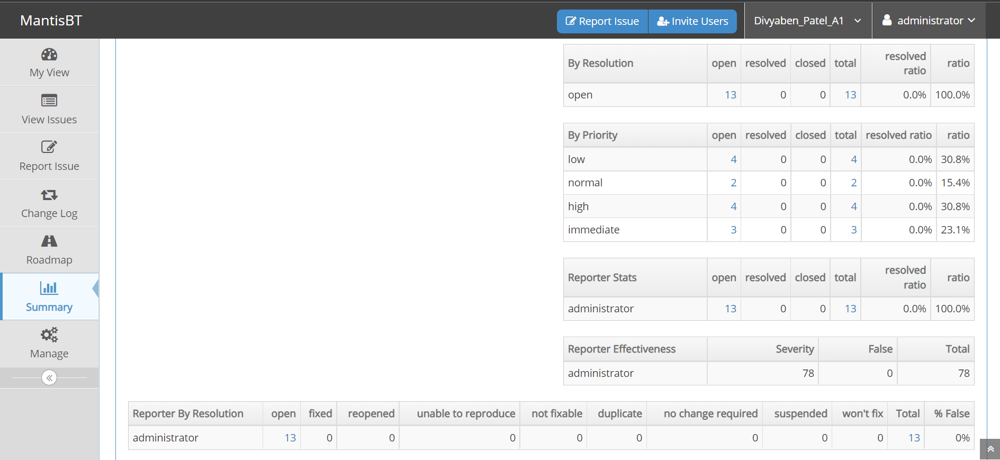 MantisBT
Report Issue
Invite Users
Divyaben_Patel_A1
administrator
My View
View Issues
Report Issue
Change Log
Roadmap
Summary
Manage
By Resolution open resolved closed total resolved ratio ratio
open 13 0 0 13 0.0% 100.0%
By Priority open resolved closed total resolved ratio ratio
low 4 0 0 4 0.0% 30.8%
normal 2 0 0 2 0.0% 15.4%
high 4 0 0 4 0.0% 30.8%
immediate 3 0 0 3 0.0% 23.1%
Reporter Stats open resolved closed total resolved ratio ratio
administrator 13 0 0 13 0.0% 100.0%
Reporter Effectiveness Severity False Total
administrator 78 0 78
Reporter By Resolution open fixed reopened unable to reproduce not fixable duplicate no change required suspended won't fix Total % False
administrator 13 0 0 0 0 0 0 0 0 13 0%